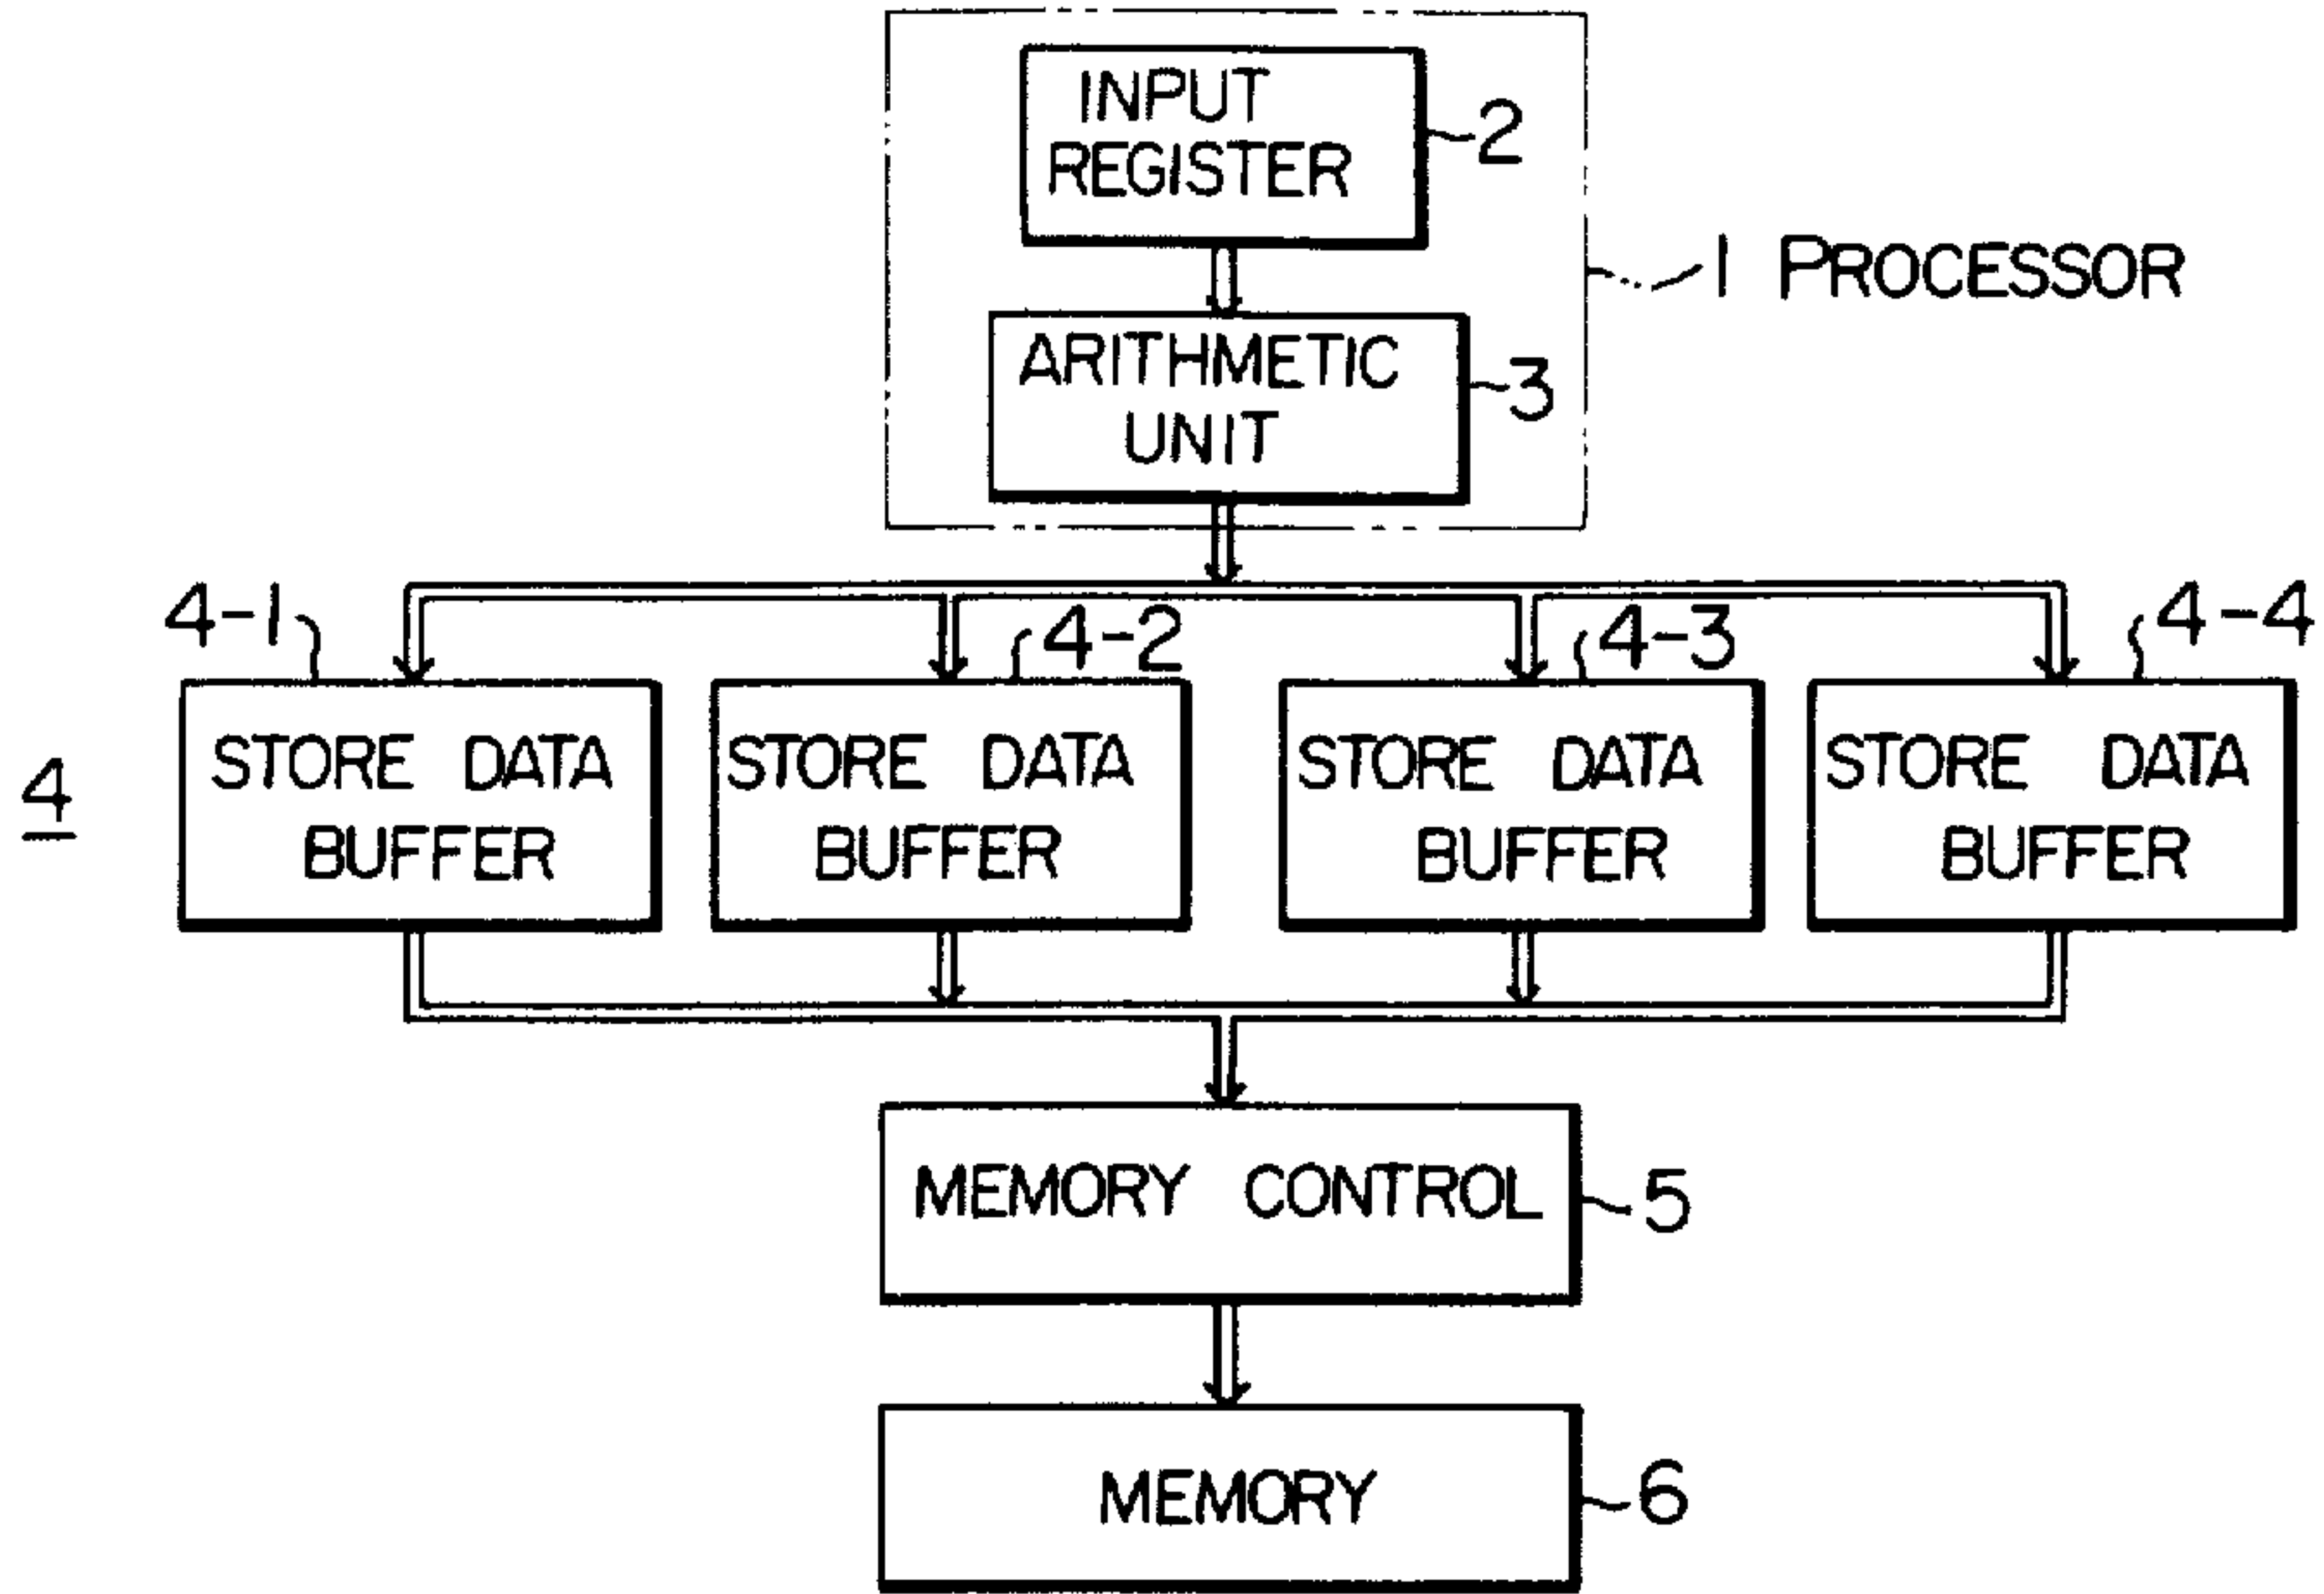 INPUT
REGISTER
2
1 PROCESSOR
ARITHMETIC
UNIT
3
4-1
4-2
4-3
4-4
4
STORE DATA
BUFFER
STORE DATA
BUFFER
STORE DATA
BUFFER
STORE DATA
BUFFER
MEMORY CONTROL
5
MEMORY
6